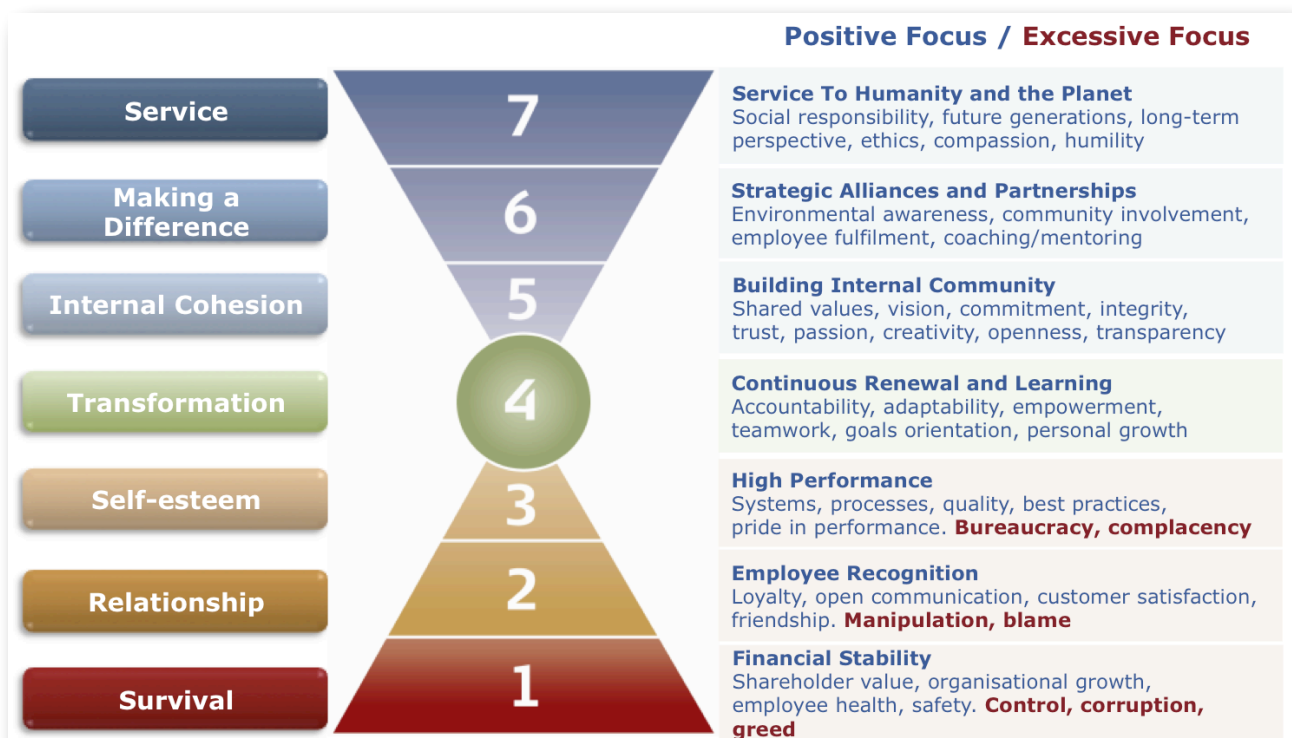 Positive Focus / Excessive Focus
Service
7
Service To Humanity and the Planet
Social responsibility, future generations, long-term
perspective, ethics, compassion, humility
Making a
Difference
6
Strategic Alliances and Partnerships
Environmental awareness, community involvement,
employee fulfilment, coaching/mentoring
Internal Cohesion
5
Building Internal Community
Shared values, vision, commitment, integrity,
trust, passion, creativity, openness, transparency
Transformation
4
Continuous Renewal and Learning
Accountability, adaptability, empowerment,
teamwork, goals orientation, personal growth
Self-esteem
3
High Performance
Systems, processes, quality, best practices,
pride in performance. Bureaucracy, complacency
Relationship
2
Employee Recognition
Loyalty, open communication, customer satisfaction,
friendship. Manipulation, blame
Survival
1
Financial Stability
Shareholder value, organisational growth,
employee health, safety. Control, corruption,
greed